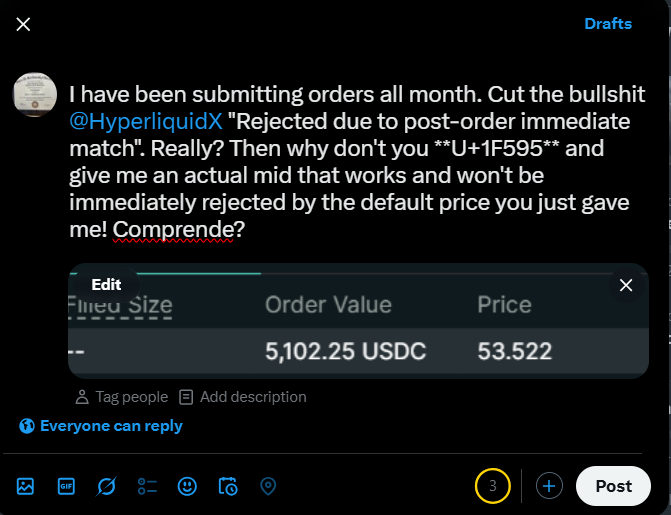 Drafts
I have been submitting orders all month. Cut the bullshit
@HyperliquidX "Rejected due to post-order immediate
match". Really? Then why don't you **U+1F595** and
give me an actual mid that works and won't be
immediately rejected by the default price you just gave
me! Comprende?
Edit
Filled Size Order Value Price
-- 5,102.25 USDC 53.522
Tag people Add description
Everyone can reply
GIF 3 Post